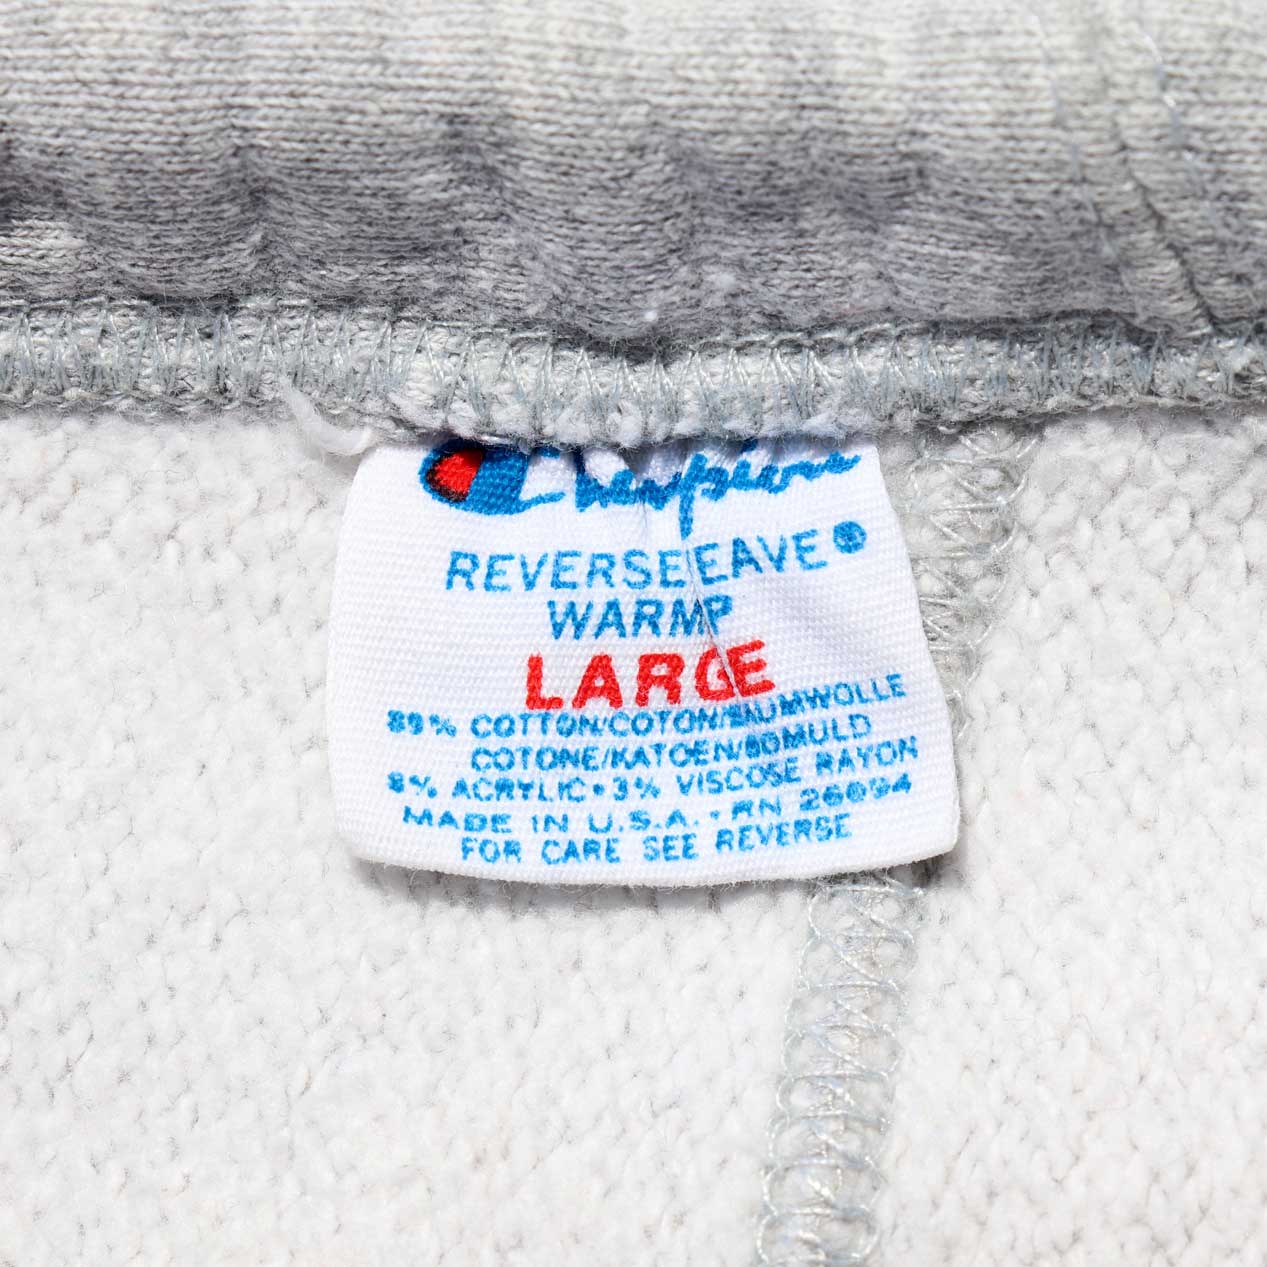 Champion
REVERSE EAVE
WARMP
LARGE
89% COTTON/COTON/BAUMWOLLE
COTONE/KATOEN/BOMULD
8% ACRYLIC • 3% VISCOSE RAYON
MADE IN U.S.A. • RN 26094
FOR CARE SEE REVERSE